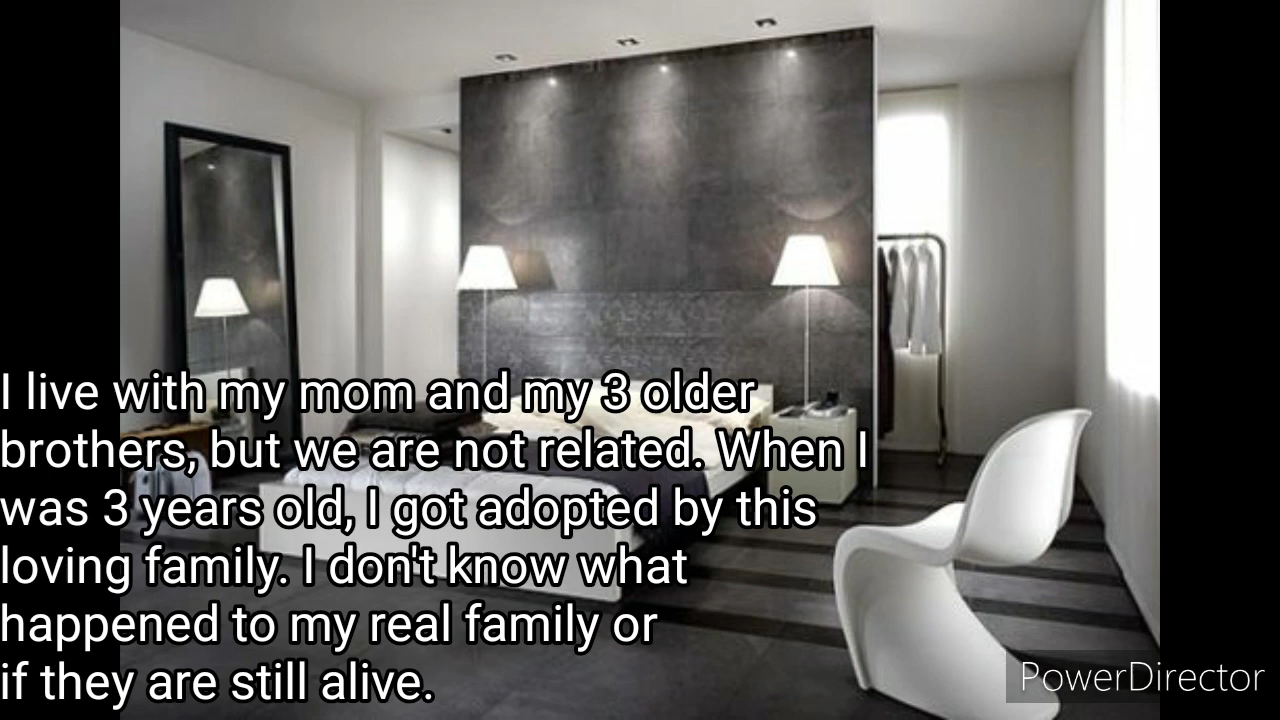 I live with my mom and my 3 older
brothers, but we are not related. When I
was 3 years old, I got adopted by this
loving family. I don't know what
happened to my real family or
if they are still alive.
PowerDirector